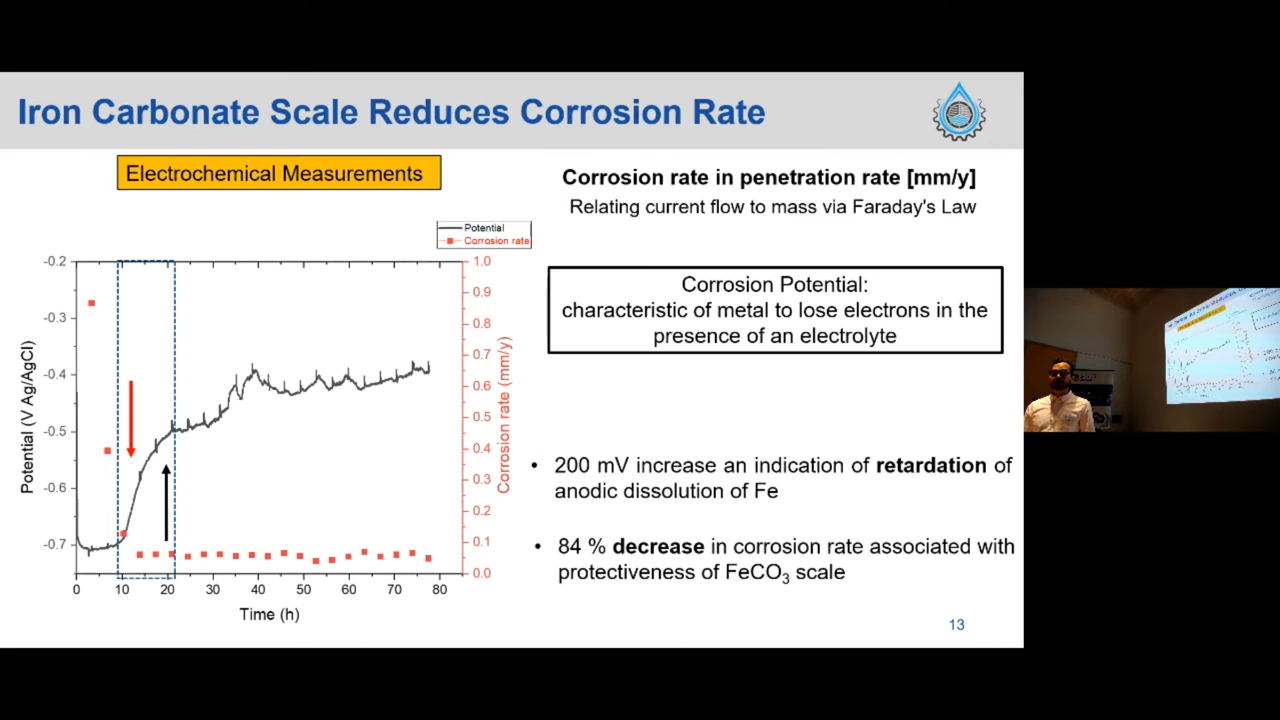 Iron Carbonate Scale Reduces Corrosion Rate
Electrochemical Measurements
Corrosion rate in penetration rate [mm/y]
Relating current flow to mass via Faraday's Law
Potential
Corrosion rate
Corrosion Potential:
characteristic of metal to lose electrons in the
presence of an electrolyte
-0.2
-0.3
-0.4
-0.5
-0.6
-0.7
Potential (V Ag/AgCl)
1.0
0.9
0.8
0.7
0.6
0.5
0.4
0.3
0.2
0.1
0.0
Corrosion rate (mm/y)
0 10 20 30 40 50 60 70 80
Time (h)
• 200 mV increase an indication of retardation of
anodic dissolution of Fe
• 84 % decrease in corrosion rate associated with
protectiveness of FeCO₃ scale
13